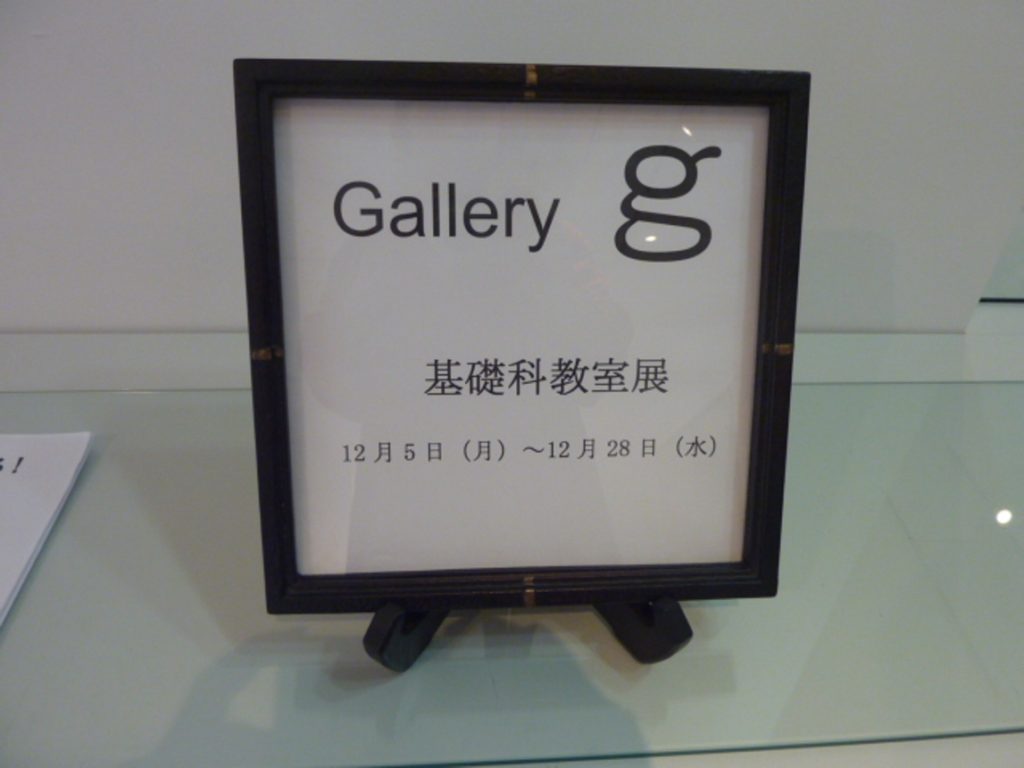 Gallery g
基礎科教室展
12月5日（月）～12月28日（水）
!